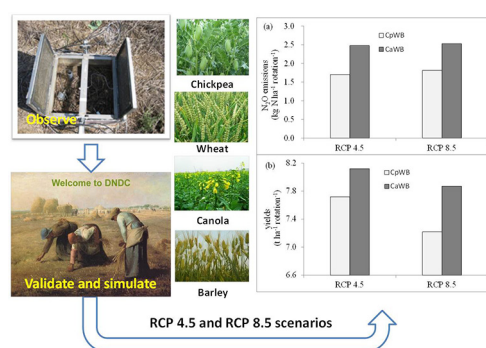 Observe
Welcome to DNDC
Validate and simulate
Chickpea
Wheat
Canola
Barley
(a)
CpWB
CaWB
N₂O emissions
(kg N ha⁻¹ rotation⁻¹)
3.0
2.5
2.0
1.5
1.0
0.5
0.0
RCP 4.5 RCP 8.5
(b)
CpWB
CaWB
yields
(t ha⁻¹ rotation⁻¹)
8.2
7.8
7.4
7.0
6.6
RCP 4.5 RCP 8.5
RCP 4.5 and RCP 8.5 scenarios